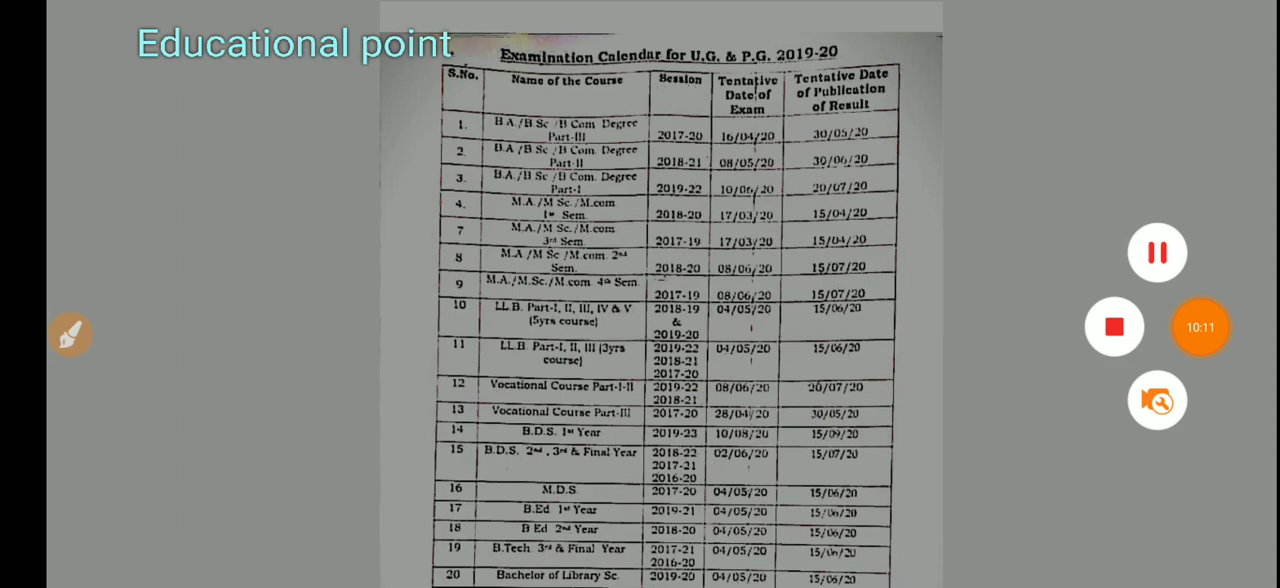 Educational point
Examination Calendar for U.G. & P.G. 2019-20
S.No. Name of the Course Session Tentative Date of Exam Tentative Date of Publication of Result
1. B.A./B Sc /B Com Degree Part-III 2017-20 16/04/20 30/05/20
2. B.A /B.Sc /B Com. Degree Part-II 2018-21 08/05/20 30/06/20
3. B.A./B Sc /B Com. Degree Part-I 2019-22 10/06/20 20/07/20
4. M.A./M Sc./M.com 1st Sem. 2018-20 17/03/20 15/04/20
7 M.A./M Sc./M.com 3rd Sem. 2017-19 17/03/20 15/04/20
8 M.A /M Sc /M.com. 2nd Sem. 2018-20 08/06/20 15/07/20
9 M.A./M.Sc./M.com 4th Sem. 2017-19 08/06/20 15/07/20
10 LL.B. Part-I, II, III, IV & V (5yrs course) 2018-19 & 2019-20 04/05/20 15/06/20
11 LL.B. Part-I, II, III (3yrs course) 2019-22 2018-21 2017-20 04/05/20 15/06/20
12 Vocational Course Part-I-II 2019-22 2018-21 08/06/20 20/07/20
13 Vocational Course Part-III 2017-20 28/04/20 30/05/20
14 B.D.S. 1st Year 2019-23 10/08/20 15/09/20
15 B.D.S. 2nd, 3rd & Final Year 2018-22 2017-21 2016-20 02/06/20 15/07/20
16 M.D.S 2017-20 04/05/20 15/06/20
17 B.Ed 1st Year 2019-21 04/05/20 15/06/20
18 B Ed 2nd Year 2018-20 04/05/20 15/06/20
19 B.Tech. 3rd & Final Year 2017-21 2016-20 04/05/20 15/06/20
20 Bachelor of Library Sc. 2019-20 04/05/20 15/06/20
10:11